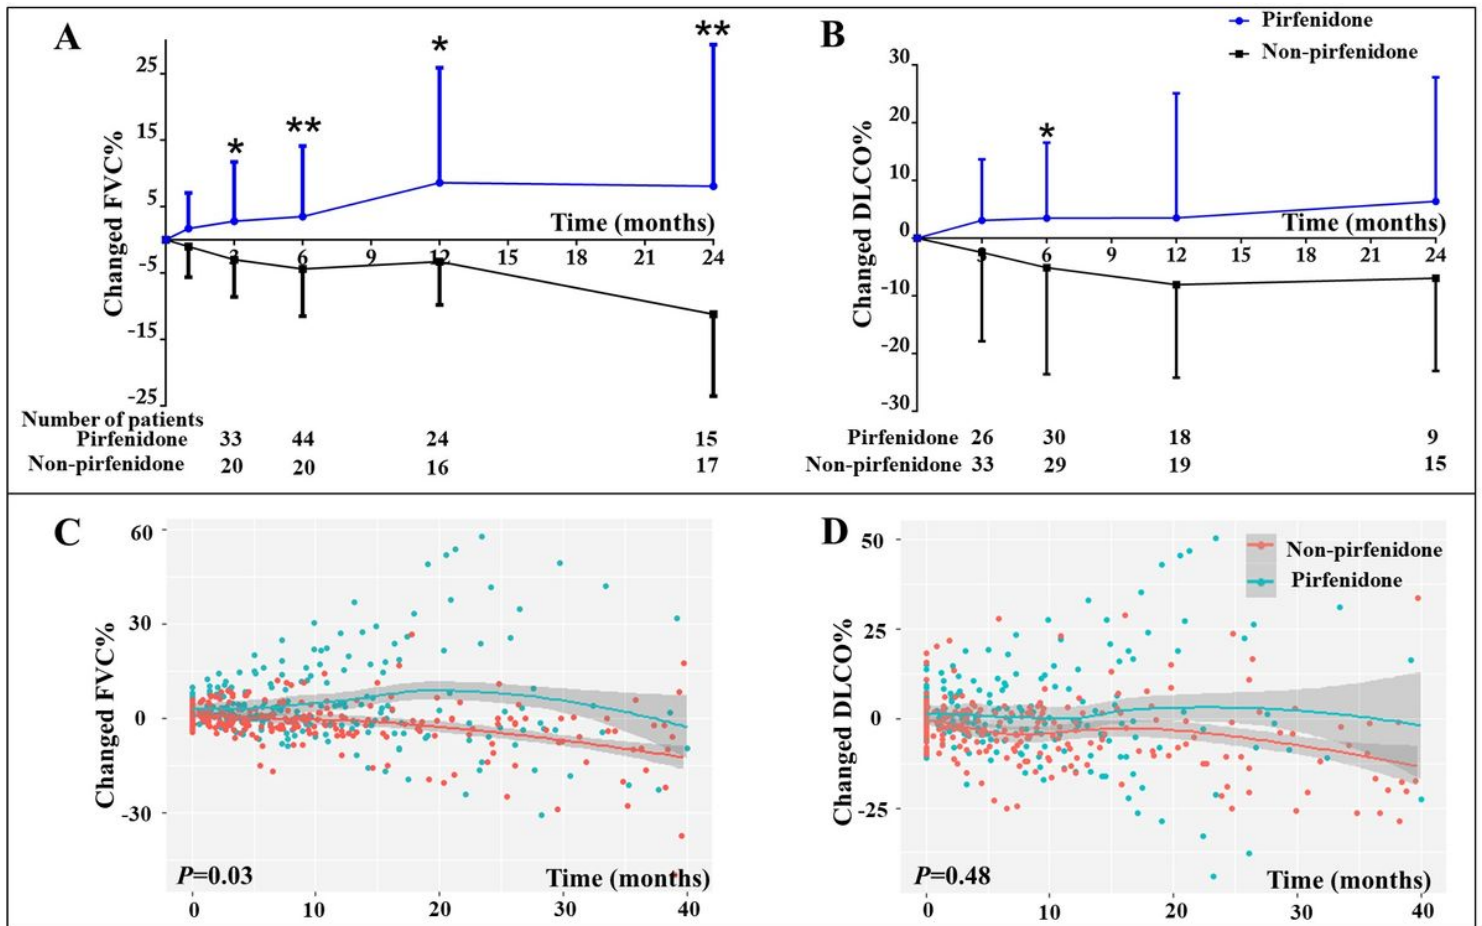 A
Changed FVC%
25
15
5
-5
-15
-25
*
**
*
**
Time (months)
3 6 9 12 15 18 21 24
Number of patients
Pirfenidone 33 44 24 15
Non-pirfenidone 20 20 16 17
B
Pirfenidone
Non-pirfenidone
Changed DLCO%
30
20
10
0
-10
-20
-30
*
Time (months)
3 6 9 12 15 18 21 24
Pirfenidone 26 30 18 9
Non-pirfenidone 33 29 19 15
C
Changed FVC%
60
30
0
-30
P=0.03
Time (months)
0 10 20 30 40
D
Non-pirfenidone
Pirfenidone
Changed DLCO%
50
25
0
-25
P=0.48
Time (months)
0 10 20 30 40